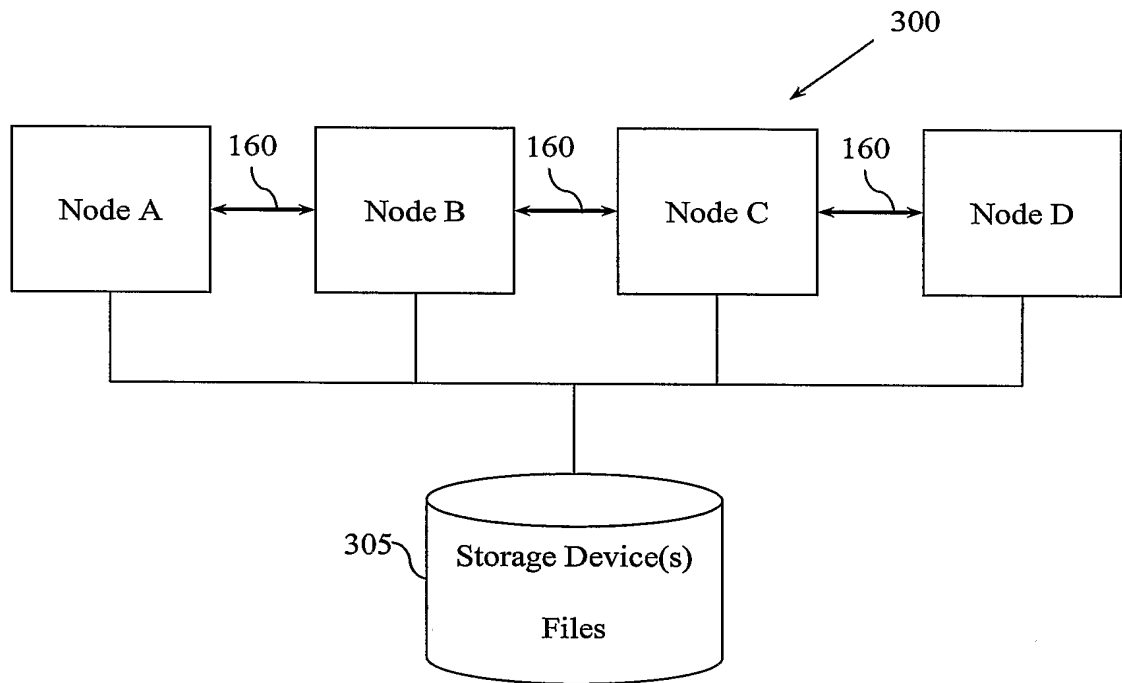 300
160
160
160
Node A
Node B
Node C
Node D
305
Storage Device(s)
Files